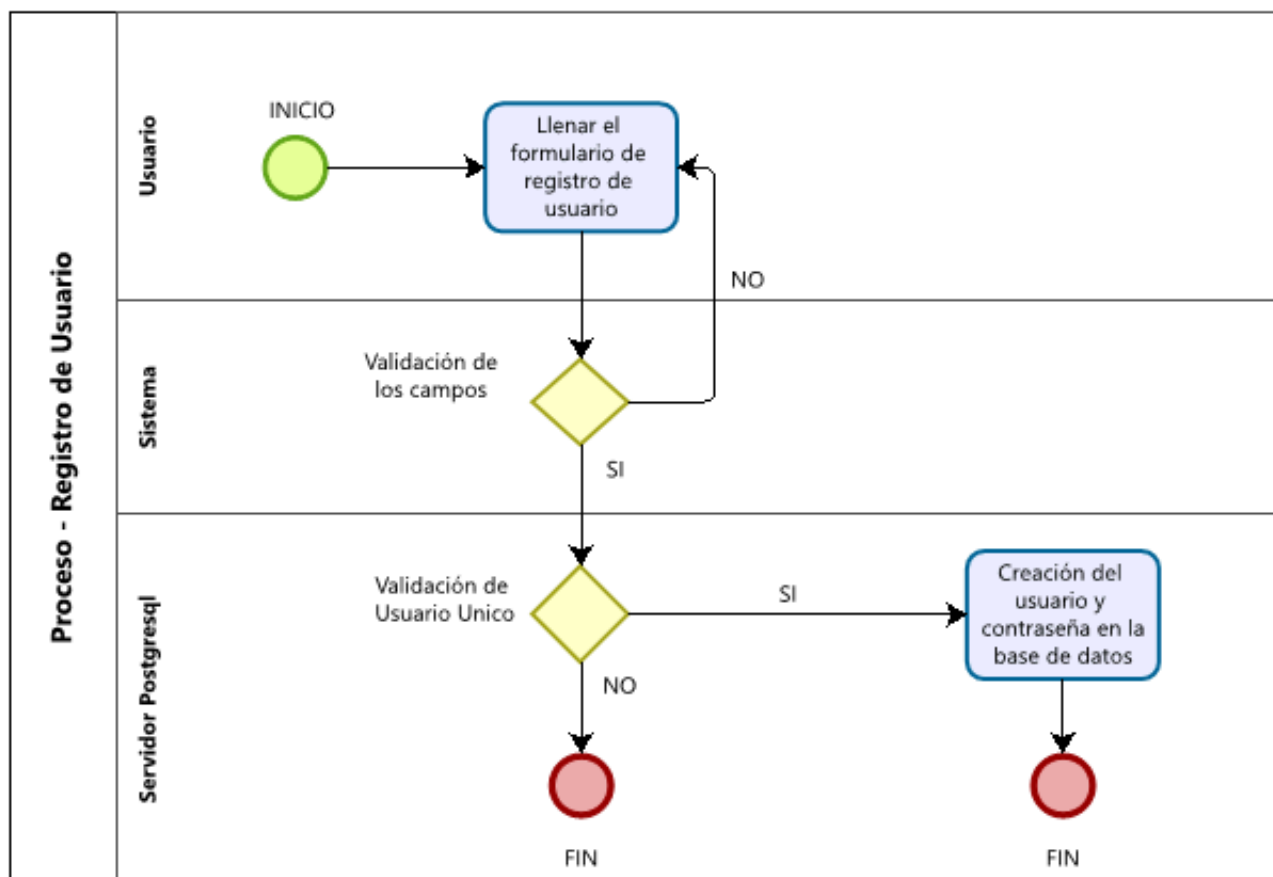 Proceso - Registro de Usuario
Usuario
INICIO
Llenar el
formulario de
registro de
usuario
NO
Sistema
Validación de
los campos
SI
Servidor Postgresql
Validación de
Usuario Unico
SI
Creación del
usuario y
contraseña en la
base de datos
NO
FIN
FIN